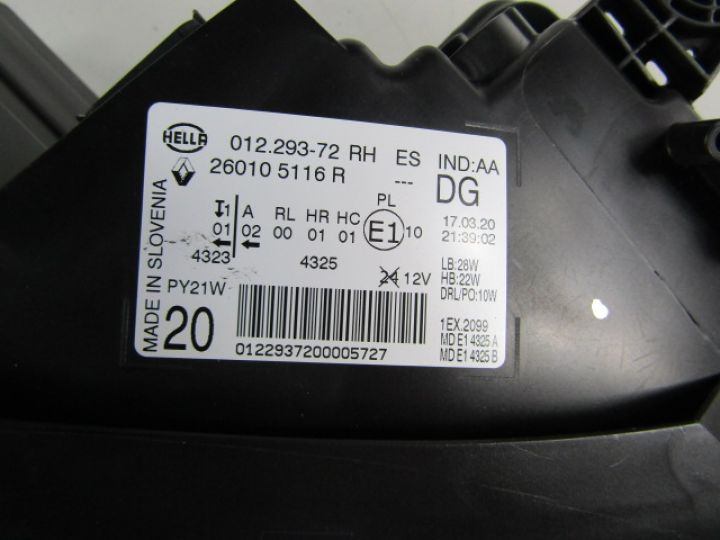 HELLA 012.293-72 RH ES IND:AA
26010 5116 R --- DG
PL
1 A RL HR HC E1 10 17.03.20
01 02 00 01 01 21:39:02
4323 4325 24 12V
LB:28W
HB:22W
DRL/PO:10W
PY21W
MADE IN SLOVENIA
20
0122937200005727
1EX.2099
MD E1 4325 A
MD E1 4325 B